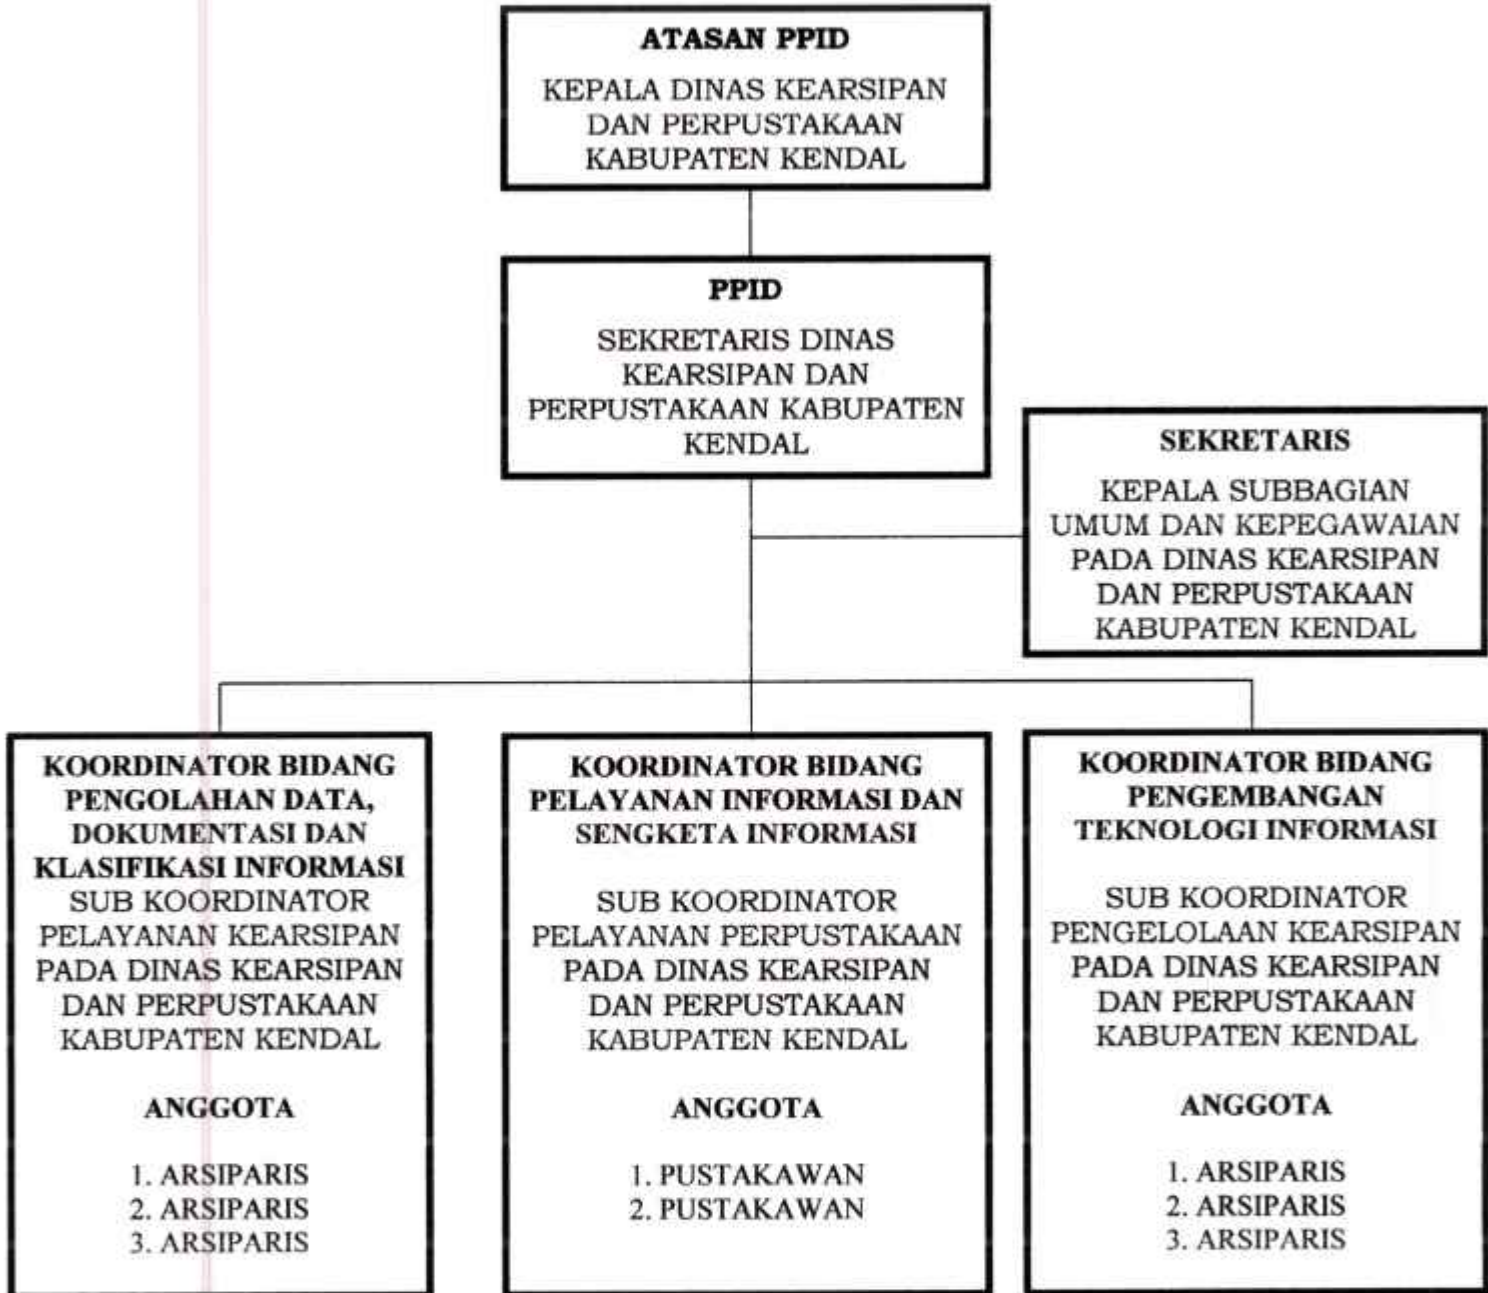 ATASAN PPID
KEPALA DINAS KEARSIPAN
DAN PERPUSTAKAAN
KABUPATEN KENDAL
PPID
SEKRETARIS DINAS
KEARSIPAN DAN
PERPUSTAKAAN KABUPATEN
KENDAL
SEKRETARIS
KEPALA SUBBAGIAN
UMUM DAN KEPEGAWAIAN
PADA DINAS KEARSIPAN
DAN PERPUSTAKAAN
KABUPATEN KENDAL
KOORDINATOR BIDANG
PENGOLAHAN DATA,
DOKUMENTASI DAN
KLASIFIKASI INFORMASI
SUB KOORDINATOR
PELAYANAN KEARSIPAN
PADA DINAS KEARSIPAN
DAN PERPUSTAKAAN
KABUPATEN KENDAL
ANGGOTA
1. ARSIPARIS
2. ARSIPARIS
3. ARSIPARIS
KOORDINATOR BIDANG
PELAYANAN INFORMASI DAN
SENGKETA INFORMASI
SUB KOORDINATOR
PELAYANAN PERPUSTAKAAN
PADA DINAS KEARSIPAN
DAN PERPUSTAKAAN
KABUPATEN KENDAL
ANGGOTA
1. PUSTAKAWAN
2. PUSTAKAWAN
KOORDINATOR BIDANG
PENGEMBANGAN
TEKNOLOGI INFORMASI
SUB KOORDINATOR
PENGELOLAAN KEARSIPAN
PADA DINAS KEARSIPAN
DAN PERPUSTAKAAN
KABUPATEN KENDAL
ANGGOTA
1. ARSIPARIS
2. ARSIPARIS
3. ARSIPARIS